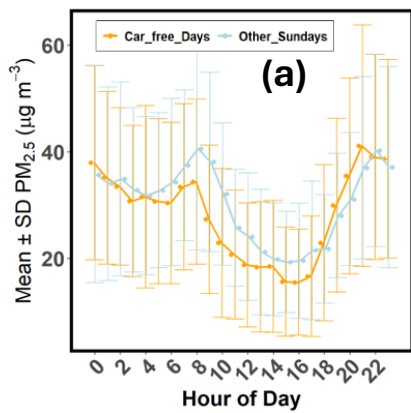 Car_free_Days Other_Sundays
(a)
Mean ± SD PM2.5 (μg m−3)
60
40
20
0 2 4 6 8 10 12 14 16 18 20 22
Hour of Day